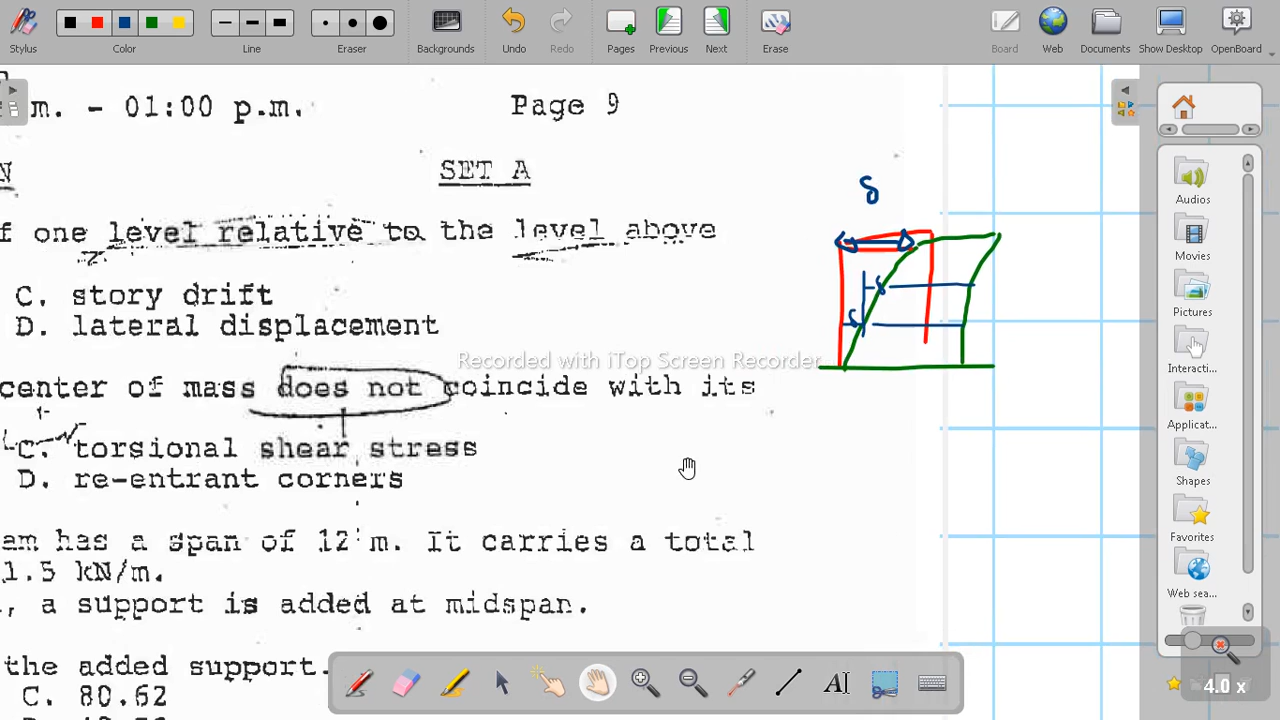 Stylus
Color
Line
Eraser
Backgrounds
Undo
Redo
Pages
Previous
Next
Erase
Board
Web
Documents
Show Desktop
OpenBoard
m. - 01:00 p.m.
Page 9
N
SET A
f one level relative to the level above
C. story drift
D. lateral displacement
δ
δ
δ
Recorded with iTop Screen Recorder
center of mass does not coincide with its
C. torsional shear stress
D. re-entrant corners
am has a span of 12 m. It carries a total
1.5 kN/m.
, a support is added at midspan.
the added support.
C. 80.62
Audios
Movies
Pictures
Interacti...
Applicat...
Shapes
Favorites
Web sea...
4.0 x